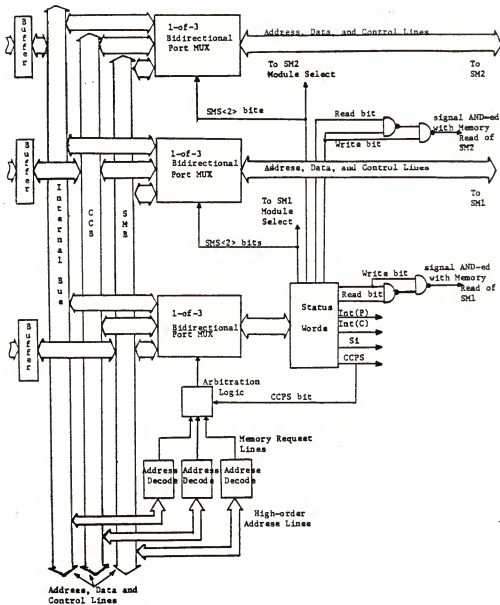 Buffer
1-of-3
Bidirectional
Port MUX
Address, Data, and Control Lines
To SM2
Module Select
To
SM2
SMS<2> bits
Read bit
Write bit
signal AND-ed
with Memory
Read of
SM2
Buffer
Internal Bus
CCB
SMB
1-of-3
Bidirectional
Port MUX
Address, Data, and Control Lines
To SM1
Module
Select
To
SM1
SMS<2> bits
Write bit
Read bit
signal AND-ed
with Memory
Read of
SM1
Buffer
1-of-3
Bidirectional
Port MUX
Status
Words
Int(P)
Int(C)
Si
CCPS
Arbitration
Logic
CCPS bit
Memory Request
Lines
Address
Decode
Address
Decode
Address
Decode
High-order
Address Lines
Address, Data and
Control Lines